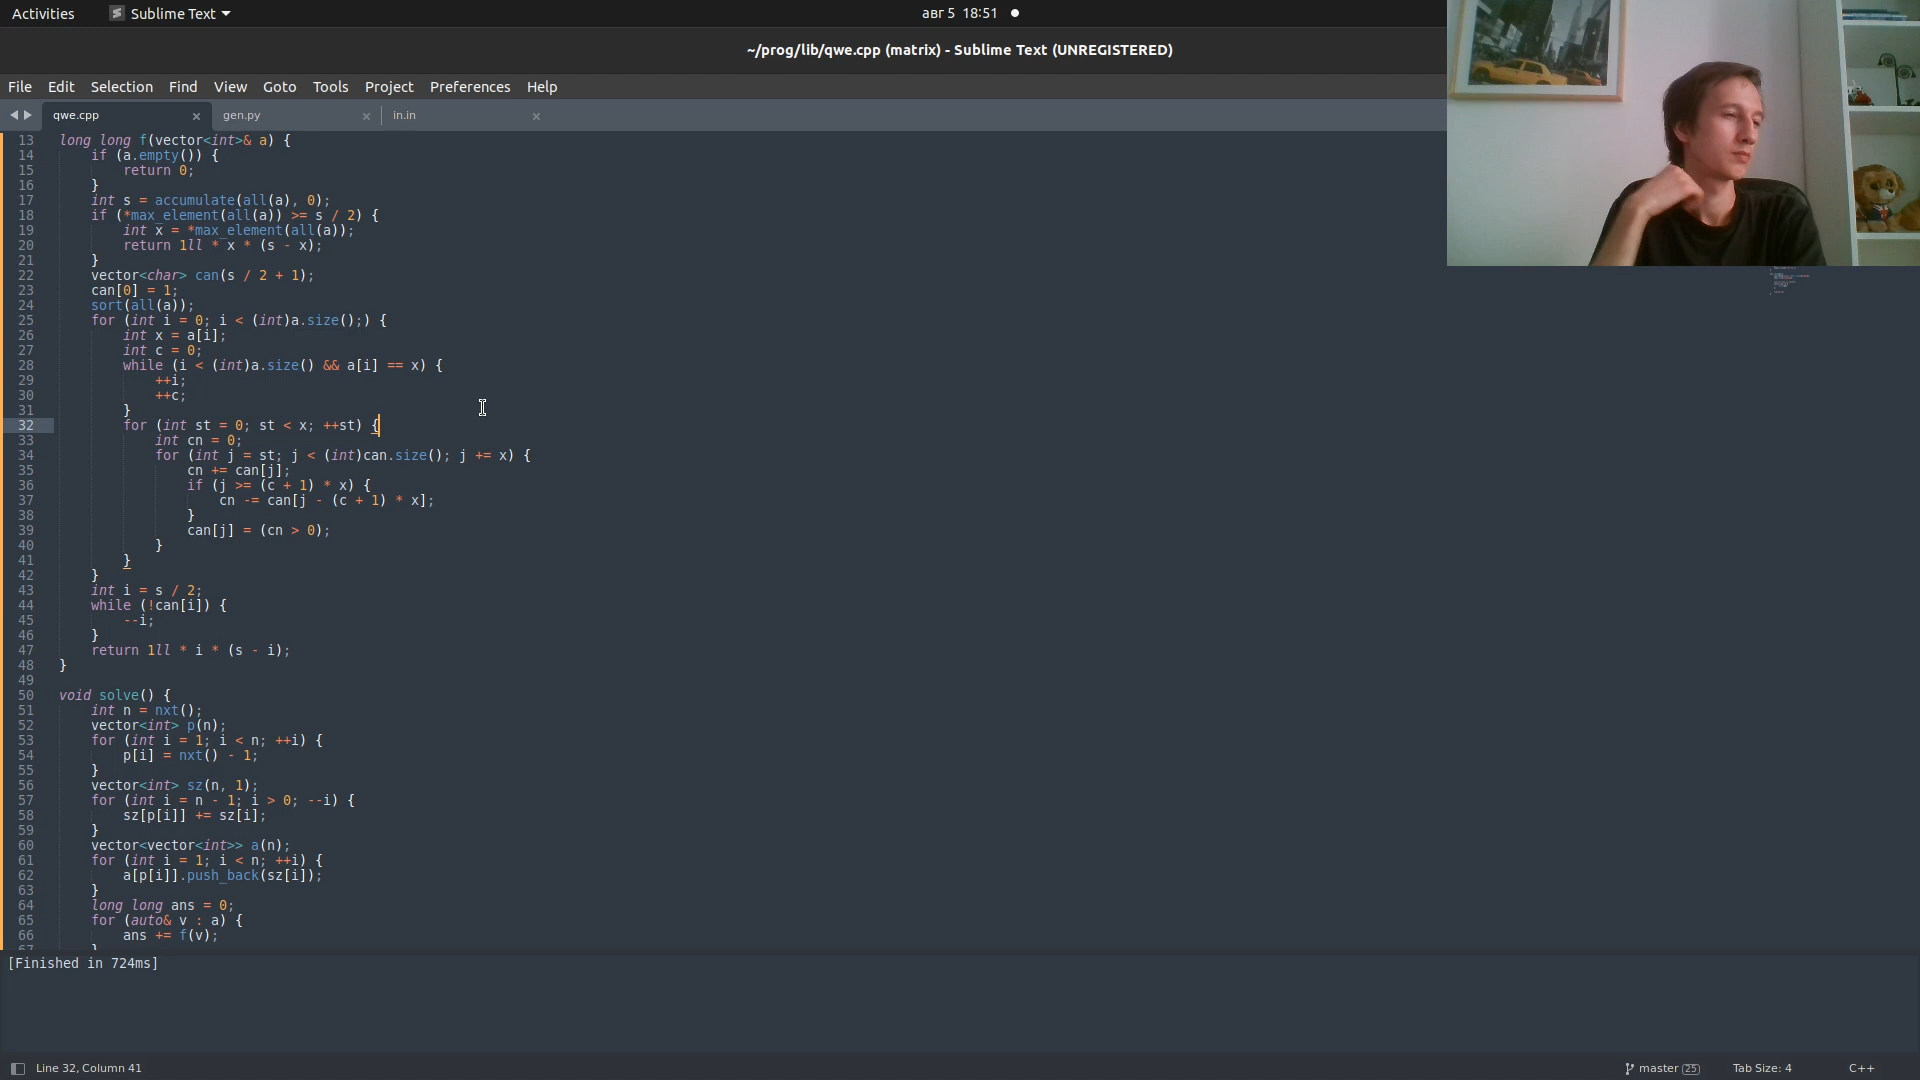 Activities
Sublime Text
авг 5 18:51
~/prog/lib/qwe.cpp (matrix) - Sublime Text (UNREGISTERED)
File Edit Selection Find View Goto Tools Project Preferences Help
qwe.cpp
gen.py
in.in
13 long long f(vector<int>& a) {
14     if (a.empty()) {
15         return 0;
16     }
17     int s = accumulate(all(a), 0);
18     if (*max_element(all(a)) >= s / 2) {
19         int x = *max_element(all(a));
20         return 1ll * x * (s - x);
21     }
22     vector<char> can(s / 2 + 1);
23     can[0] = 1;
24     sort(all(a));
25     for (int i = 0; i < (int)a.size();) {
26         int x = a[i];
27         int c = 0;
28         while (i < (int)a.size() && a[i] == x) {
29             ++i;
30             ++c;
31         }
32         for (int st = 0; st < x; ++st) {
33             int cn = 0;
34             for (int j = st; j < (int)can.size(); j += x) {
35                 cn += can[j];
36                 if (j >= (c + 1) * x) {
37                     cn -= can[j - (c + 1) * x];
38                 }
39                 can[j] = (cn > 0);
40             }
41         }
42     }
43     int i = s / 2;
44     while (!can[i]) {
45         --i;
46     }
47     return 1ll * i * (s - i);
48 }
49
50 void solve() {
51     int n = nxt();
52     vector<int> p(n);
53     for (int i = 1; i < n; ++i) {
54         p[i] = nxt() - 1;
55     }
56     vector<int> sz(n, 1);
57     for (int i = n - 1; i > 0; --i) {
58         sz[p[i]] += sz[i];
59     }
60     vector<vector<int>> a(n);
61     for (int i = 1; i < n; ++i) {
62         a[p[i]].push_back(sz[i]);
63     }
64     long long ans = 0;
65     for (auto& v : a) {
66         ans += f(v);
67     }
[Finished in 724ms]
Line 32, Column 41
master 25
Tab Size: 4
C++